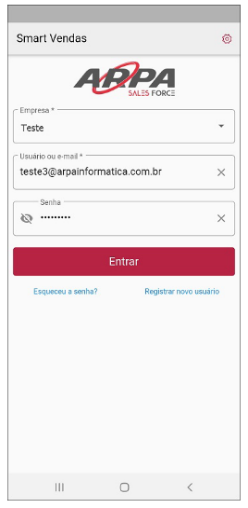 Smart Vendas
ARPA
SALES FORCE
Empresa *
Teste
Usuário ou e-mail *
teste3@arpainformatica.com.br
Senha
•••••••••
Entrar
Esqueceu a senha? Registrar novo usuário